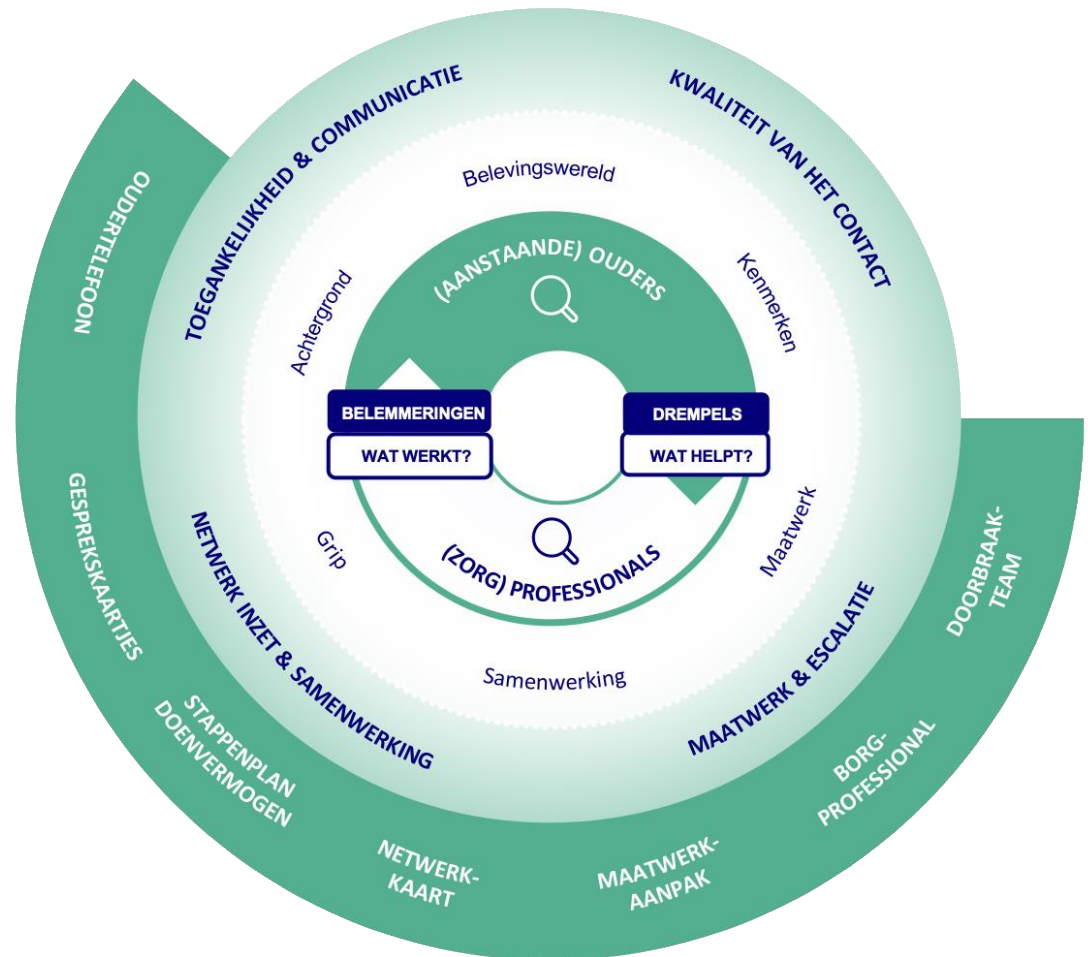 TOEGANKELIJKHEID & COMMUNICATIE
KWALITEIT VAN HET CONTACT
OUDERTELEFOON
Belevingswereld
Achtergrond
Kenmerken
(AANSTAANDE) OUDERS
BELEMMERINGEN
WAT WERKT?
DREMPELS
WAT HELPT?
(ZORG) PROFESSIONALS
Grip
Maatwerk
Samenwerking
NETWERK INZET & SAMENWERKING
MAATWERK & ESCALATIE
GESPREKSKAARTJES
STAPPENPLAN
DOENVERMOGEN
NETWERK-
KAART
MAATWERK-
AANPAK
BORG-
PROFESSIONAL
DOORBRAAK-
TEAM